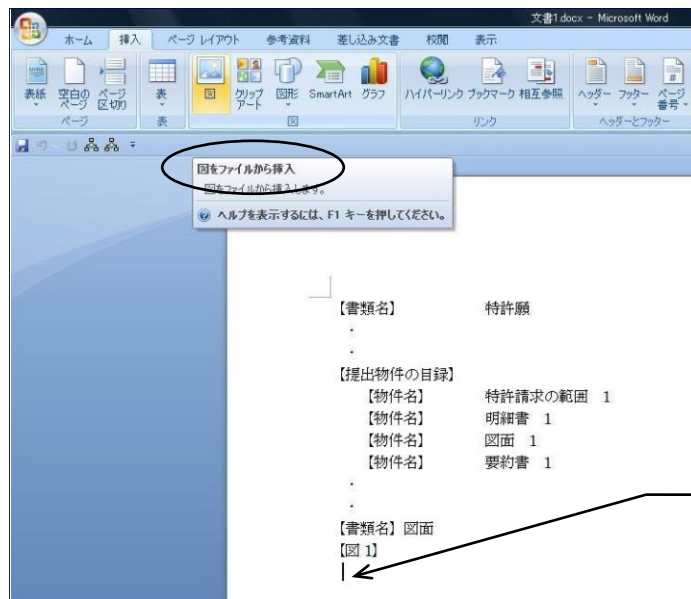 文書1.docx - Microsoft Word
ホーム 挿入 ページ レイアウト 参考資料 差し込み文書 校閲 表示
表紙 空白のページ ページ区切り 表 図 クリップアート 図形 SmartArt グラフ ハイパーリンク ブックマーク 相互参照 ヘッダー フッター ページ番号
ページ 表 図 リンク ヘッダーとフッター
図をファイルから挿入
図をファイルから挿入します。
ヘルプを表示するには、F1 キーを押してください。
【書類名】 特許願
・
・
【提出物件の目録】
【物件名】 特許請求の範囲 1
【物件名】 明細書 1
【物件名】 図面 1
【物件名】 要約書 1
・
・
【書類名】図面
【図 1】